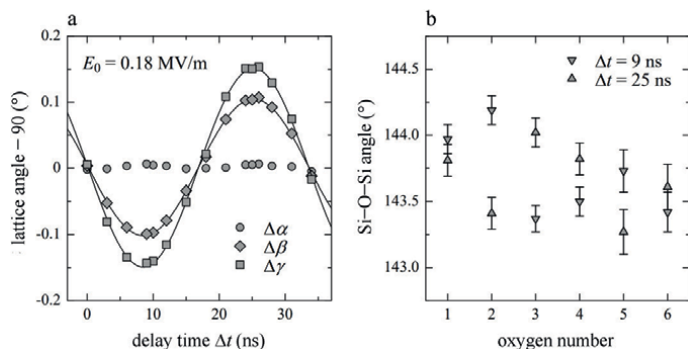 a
E₀ = 0.18 MV/m
lattice angle − 90 (°)
0.2
0.1
0
-0.1
-0.2
Δα
Δβ
Δγ
0
10
20
30
delay time Δt (ns)
b
Δt = 9 ns
Δt = 25 ns
Si−O−Si angle (°)
144.5
144.0
143.5
143.0
1
2
3
4
5
6
oxygen number